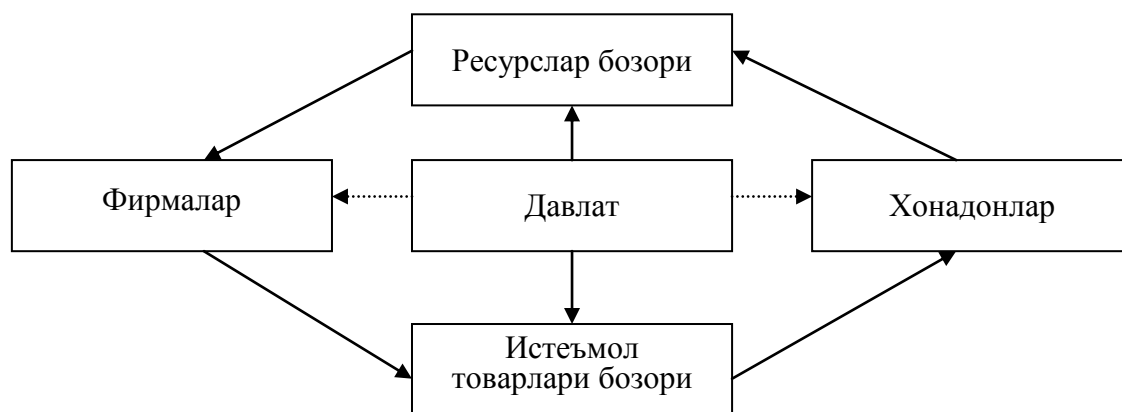 Ресурслар бозори
Фирмалар
Давлат
Хонадонлар
Истеъмол
товарлари бозори